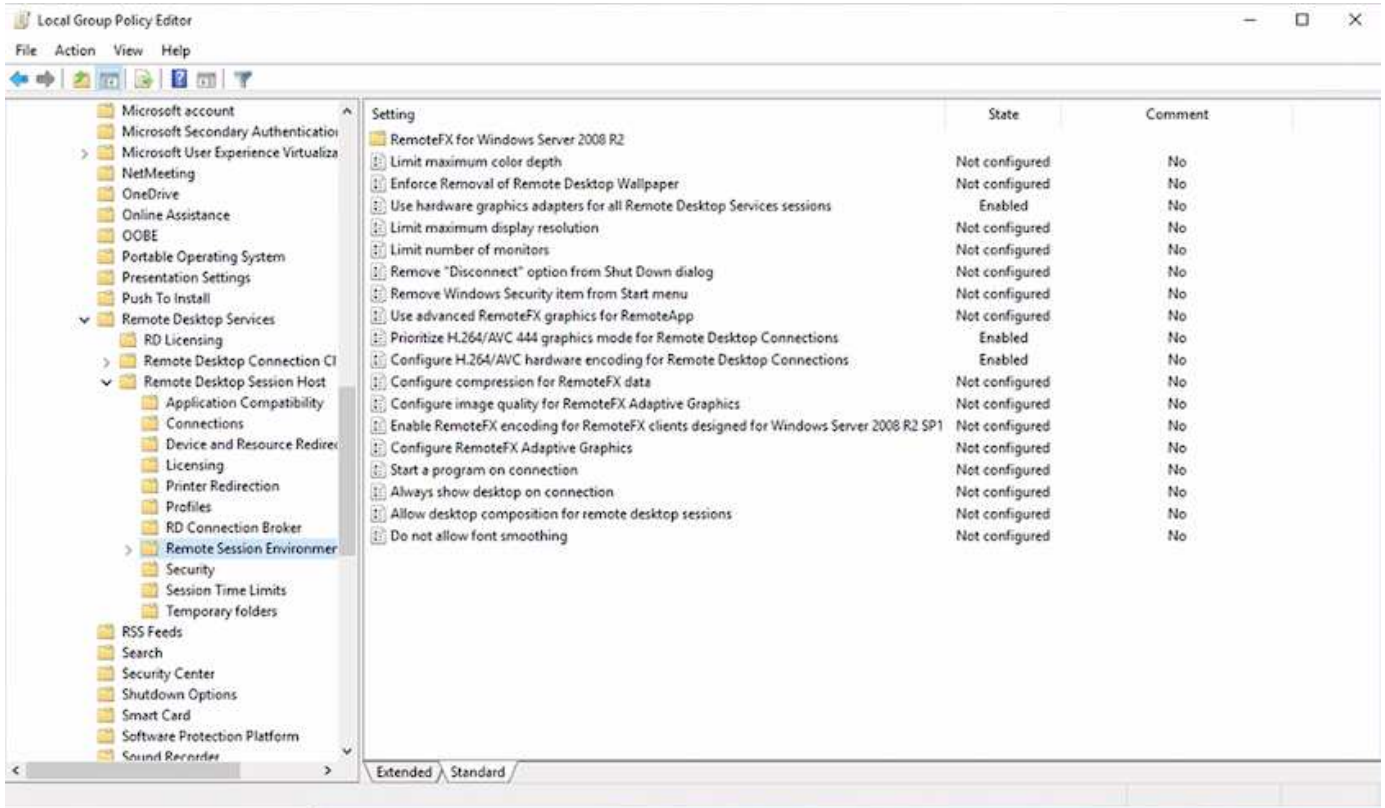 Local Group Policy Editor
File Action View Help
Microsoft account
Microsoft Secondary Authentication
Microsoft User Experience Virtualiza
NetMeeting
OneDrive
Online Assistance
OOBE
Portable Operating System
Presentation Settings
Push To Install
Remote Desktop Services
RD Licensing
Remote Desktop Connection Cl
Remote Desktop Session Host
Application Compatibility
Connections
Device and Resource Redirec
Licensing
Printer Redirection
Profiles
RD Connection Broker
Remote Session Environmen
Security
Session Time Limits
Temporary folders
RSS Feeds
Search
Security Center
Shutdown Options
Smart Card
Software Protection Platform
Sound Recorder
Setting State Comment
RemoteFX for Windows Server 2008 R2
Limit maximum color depth Not configured No
Enforce Removal of Remote Desktop Wallpaper Not configured No
Use hardware graphics adapters for all Remote Desktop Services sessions Enabled No
Limit maximum display resolution Not configured No
Limit number of monitors Not configured No
Remove "Disconnect" option from Shut Down dialog Not configured No
Remove Windows Security item from Start menu Not configured No
Use advanced RemoteFX graphics for RemoteApp Not configured No
Prioritize H.264/AVC 444 graphics mode for Remote Desktop Connections Enabled No
Configure H.264/AVC hardware encoding for Remote Desktop Connections Enabled No
Configure compression for RemoteFX data Not configured No
Configure image quality for RemoteFX Adaptive Graphics Not configured No
Enable RemoteFX encoding for RemoteFX clients designed for Windows Server 2008 R2 SP1 Not configured No
Configure RemoteFX Adaptive Graphics Not configured No
Start a program on connection Not configured No
Always show desktop on connection Not configured No
Allow desktop composition for remote desktop sessions Not configured No
Do not allow font smoothing Not configured No
Extended Standard